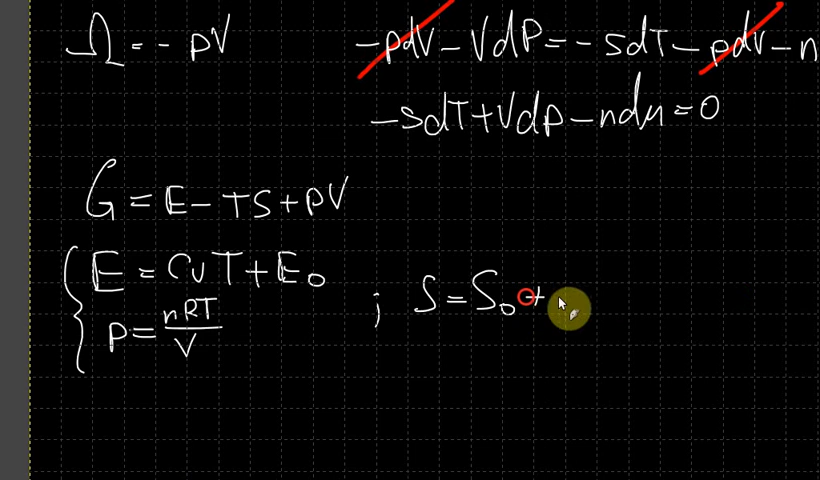 Ω = - pV
-pdV - Vdp = - SdT - pdV - n
-SdT + Vdp - ndμ = 0
G = E - TS + pV
E = CvT + E₀
p = nRT/V ; S = S₀ +